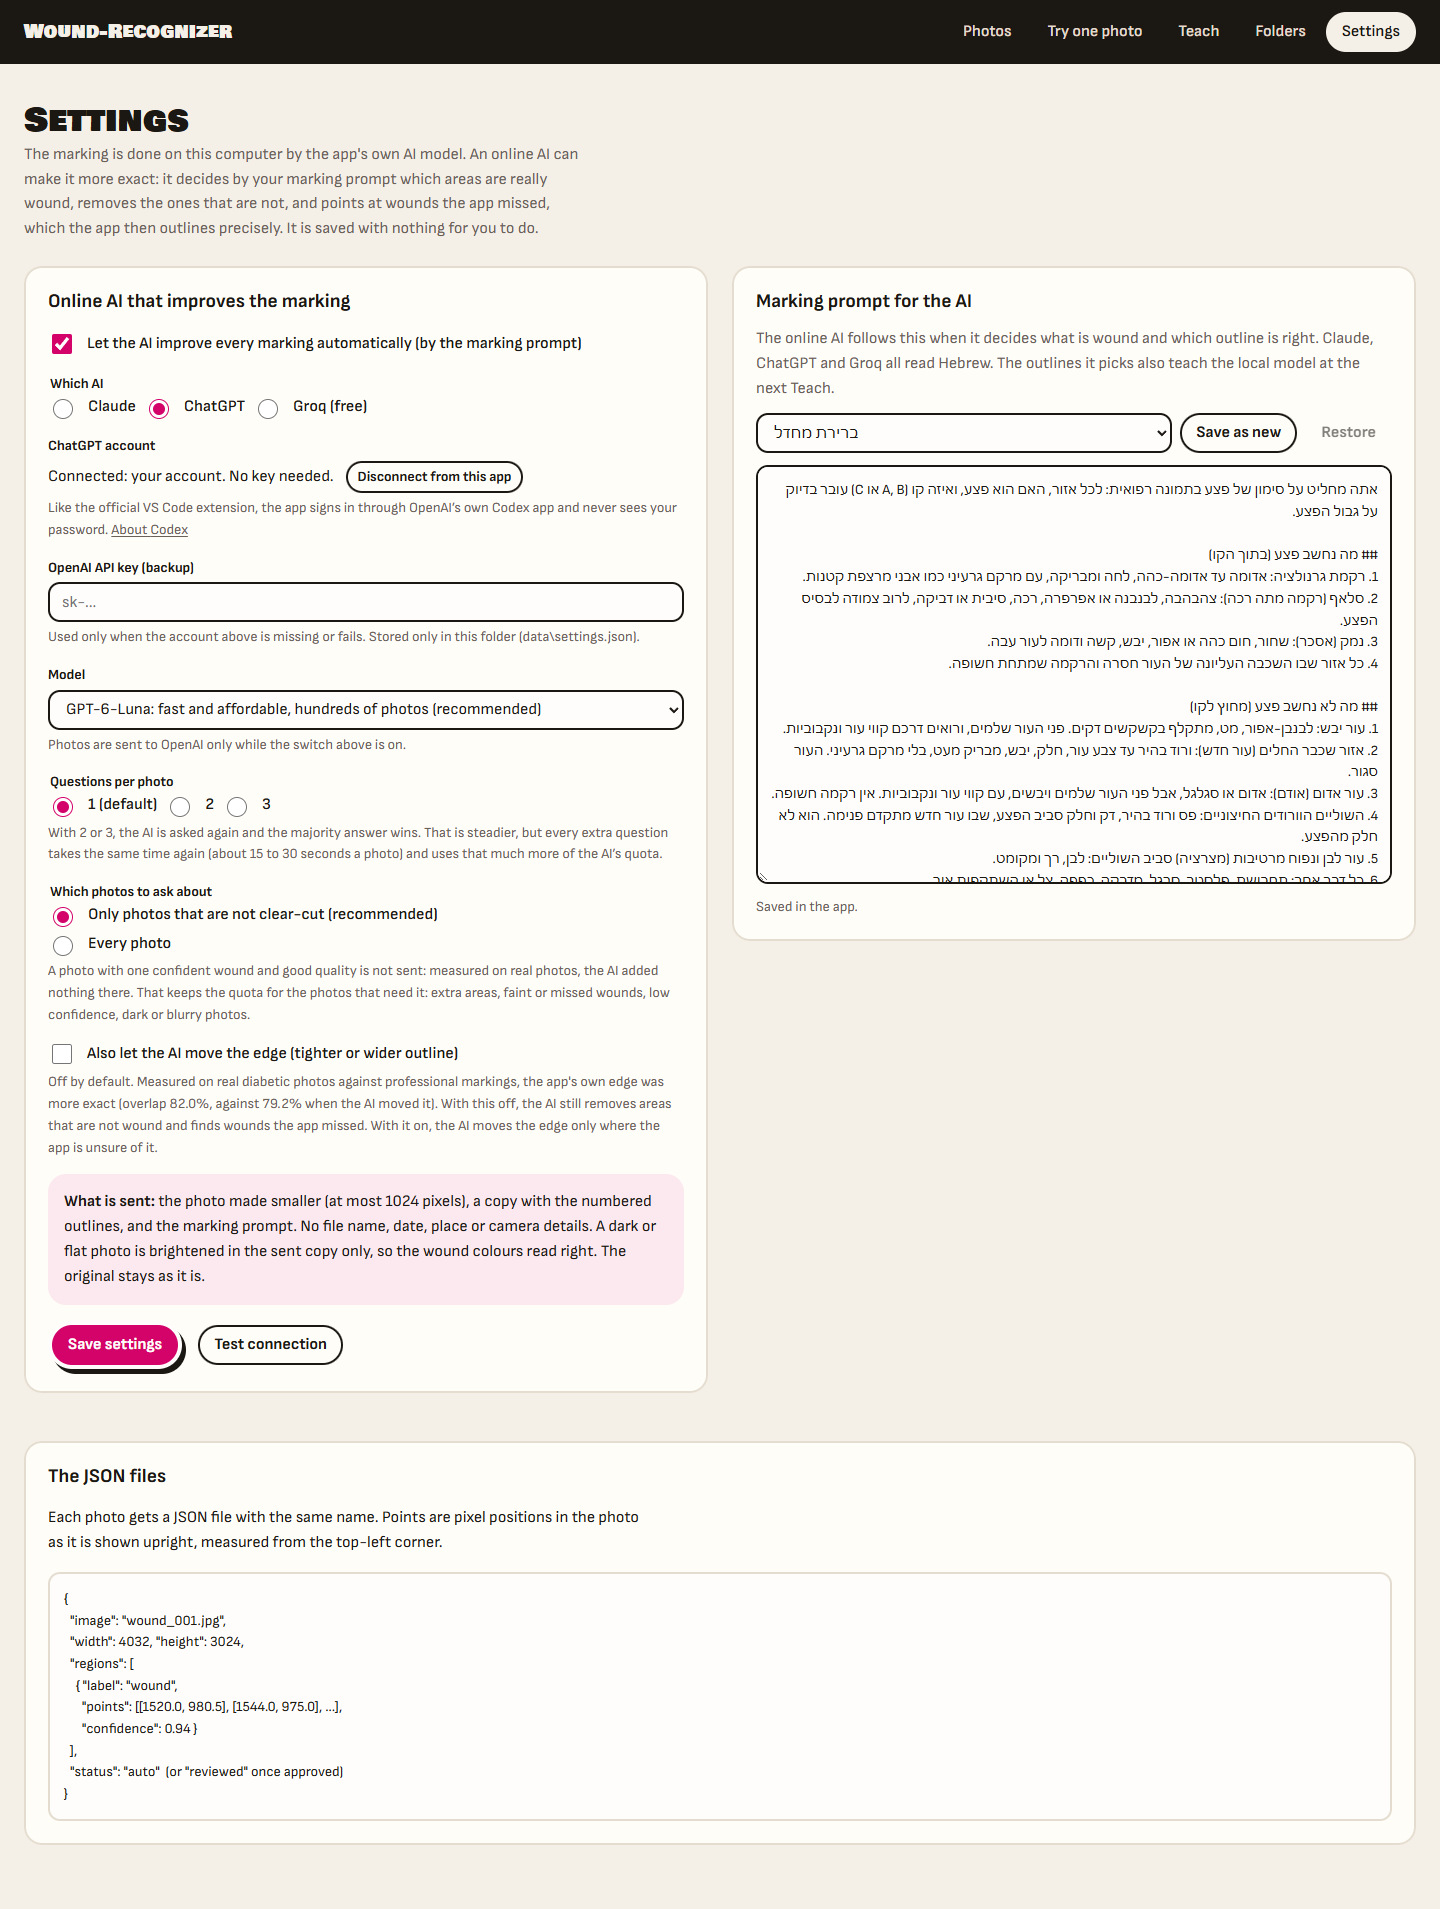 Wound-Recognizer
Photos
Try one photo
Teach
Folders
Settings
Settings
The marking is done on this computer by the app's own AI model. An online AI can
make it more exact: it decides by your marking prompt which areas are really
wound, removes the ones that are not, and points at wounds the app missed,
which the app then outlines precisely. It is saved with nothing for you to do.
Online AI that improves the marking
Let the AI improve every marking automatically (by the marking prompt)
Which AI
Claude
ChatGPT
Groq (free)
ChatGPT account
Connected: your account. No key needed.
Disconnect from this app
Like the official VS Code extension, the app signs in through OpenAI's own Codex app and never sees your
password. About Codex
OpenAI API key (backup)
sk-...
Used only when the account above is missing or fails. Stored only in this folder (data\settings.json).
Model
GPT-6-Luna: fast and affordable, hundreds of photos (recommended)
Photos are sent to OpenAI only while the switch above is on.
Questions per photo
1 (default)
2
3
With 2 or 3, the AI is asked again and the majority answer wins. That is steadier, but every extra question
takes the same time again (about 15 to 30 seconds a photo) and uses that much more of the AI's quota.
Which photos to ask about
Only photos that are not clear-cut (recommended)
Every photo
A photo with one confident wound and good quality is not sent: measured on real photos, the AI added
nothing there. That keeps the quota for the photos that need it: extra areas, faint or missed wounds, low
confidence, dark or blurry photos.
Also let the AI move the edge (tighter or wider outline)
Off by default. Measured on real diabetic photos against professional markings, the app's own edge was
more exact (overlap 82.0%, against 79.2% when the AI moved it). With this off, the AI still removes areas
that are not wound and finds wounds the app missed. With it on, the AI moves the edge only where the
app is unsure of it.
What is sent: the photo made smaller (at most 1024 pixels), a copy with the numbered
outlines, and the marking prompt. No file name, date, place or camera details. A dark or
flat photo is brightened in the sent copy only, so the wound colours read right. The
original stays as it is.
Save settings
Test connection
Marking prompt for the AI
The online AI follows this when it decides what is wound and which outline is right. Claude,
ChatGPT and Groq all read Hebrew. The outlines it picks also teach the local model at the
next Teach.
ברירת מחדל
Save as new
Restore
אתה מחליט על סימון של פצע בתמונה רפואית: לכל אזור, האם הוא פצע, ואיזה קו (A, B או C) עובר בדיוק
על גבול הפצע.
## מה נחשב פצע (בתוך הקו)
1. רקמת גרנולציה: אדומה עד אדומה-כהה, לחה ומבריקה, עם מרקם גרעיני כמו אבני מרצפת קטנות.
2. סלאף (רקמה מתה רכה): צהבהבה, לבנבנה או אפרפרה, רכה, סיבית או דביקה, לרוב צמודה לבסיס
הפצע.
3. נמק (אסכר): שחור, חום כהה או אפור, יבש, קשה ודומה לעור עבה.
4. כל אזור שבו השכבה העליונה של העור חסרה והרקמה שמתחת חשופה.
## מה לא נחשב פצע (מחוץ לקו)
1. עור יבש: לבנבן-אפור, מט, מתקלף בקשקשים דקים. פני העור שלמים, ורואים דרכם קווי עור ונקבוביות.
2. אזור שכבר החלים (עור חדש): ורוד בהיר עד צבע עור, חלק, יבש, מבריק מעט, בלי מרקם גרעיני. העור
סגור.
3. עור אדום (אודם): אדום או סגלגל, אבל פני העור שלמים ויבשים, עם קווי עור ונקבוביות. אין רקמה חשופה.
4. השוליים הוורודים החיצוניים: פס ורוד בהיר, דק וחלק סביב הפצע, שבו עור חדש מתקדם פנימה. הוא לא
חלק מהפצע.
5. עור לבן ונפוח מרטיבות (מצרציה) סביב השוליים: לבן, רך ומקומט.
6. כל דבר אחר: תחבושת, פלסטר, סרגל, מדבקה, כפפה, צל או השתקפות אור.
Saved in the app.
The JSON files
Each photo gets a JSON file with the same name. Points are pixel positions in the photo
as it is shown upright, measured from the top-left corner.
{
"image": "wound_001.jpg",
"width": 4032, "height": 3024,
"regions": [
{ "label": "wound",
"points": [[1520.0, 980.5], [1544.0, 975.0], ...],
"confidence": 0.94 }
],
"status": "auto" (or "reviewed" once approved)
}